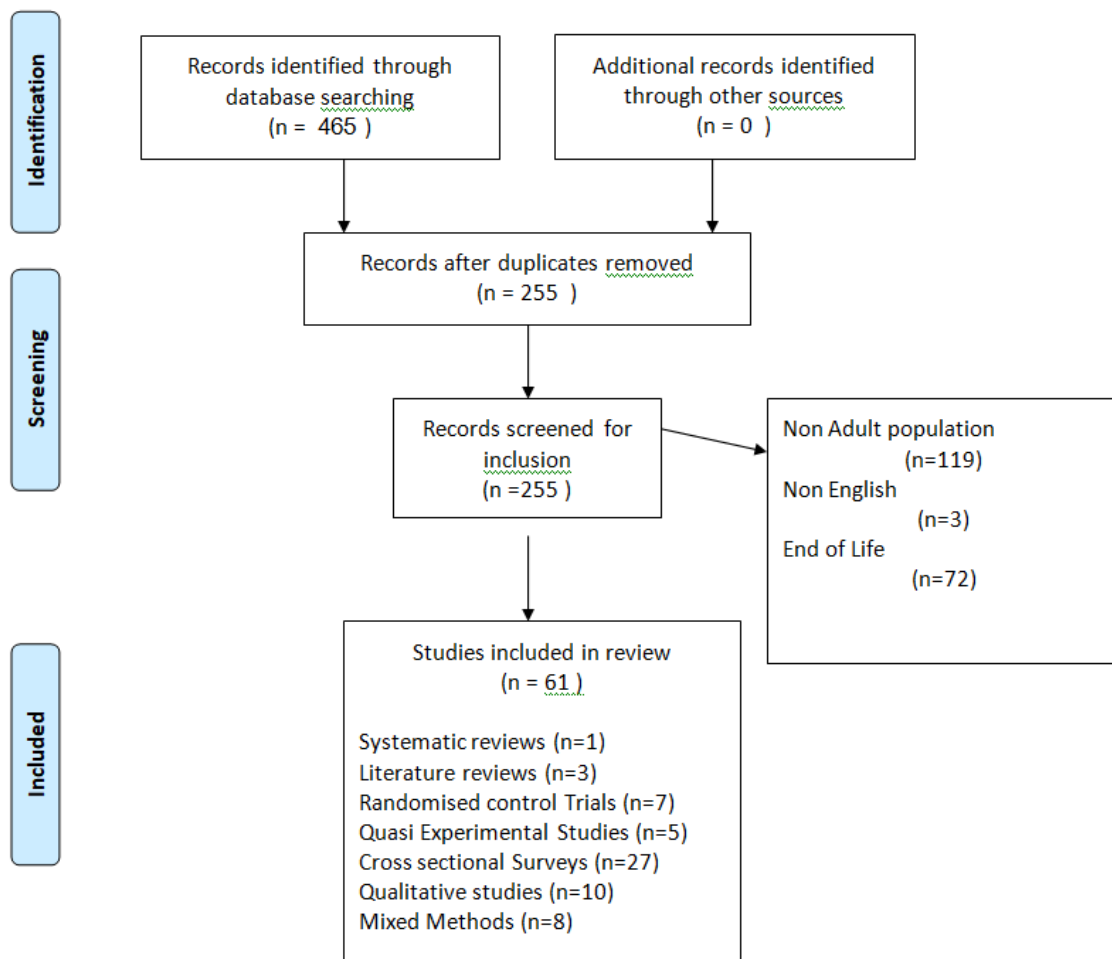 Identification
Records identified through
database searching
(n = 465 )
Additional records identified
through other sources
(n = 0 )
Records after duplicates removed
(n = 255 )
Screening
Records screened for
inclusion
(n =255 )
Non Adult population
(n=119)
Non English
(n=3)
End of Life
(n=72)
Included
Studies included in review
(n = 61 )
Systematic reviews (n=1)
Literature reviews (n=3)
Randomised control Trials (n=7)
Quasi Experimental Studies (n=5)
Cross sectional Surveys (n=27)
Qualitative studies (n=10)
Mixed Methods (n=8)